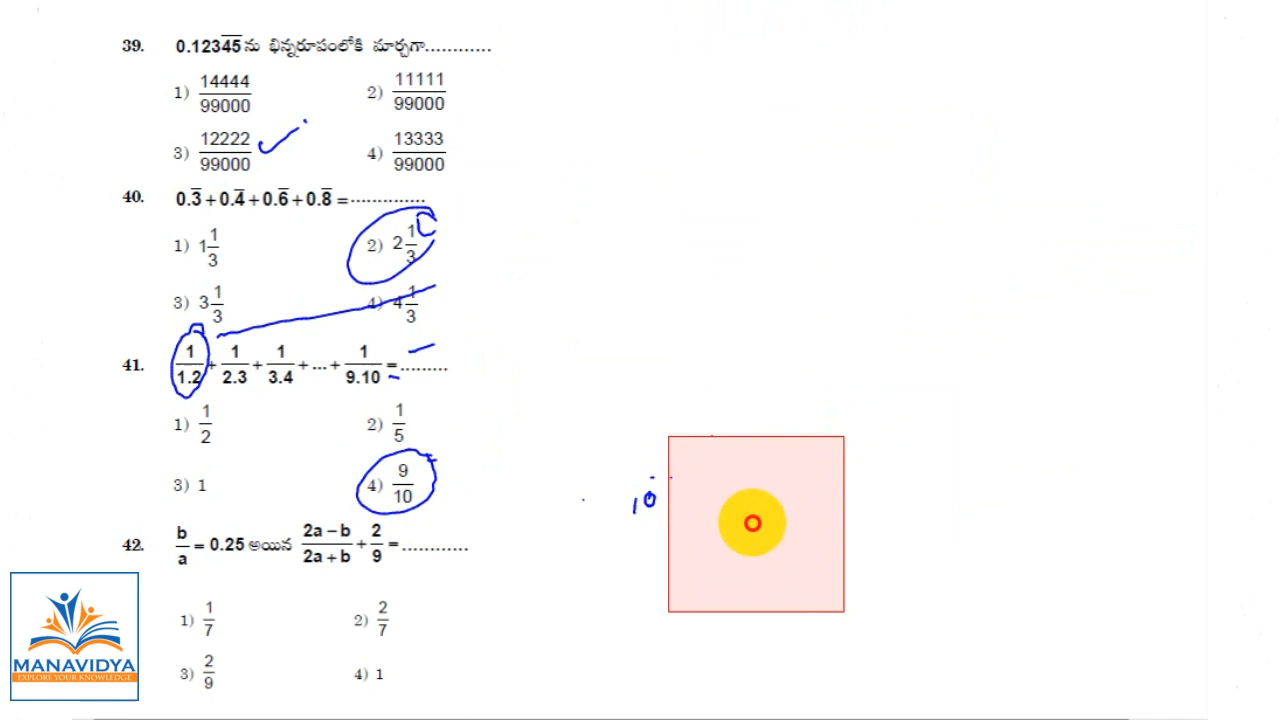 39. 0.1234̅5̅ ను భిన్నరూపంలోకి మార్చగా............
1) 14444/99000 2) 11111/99000
3) 12222/99000 4) 13333/99000
40. 0.3̅ + 0.4̅ + 0.6̅ + 0.8̅ = ..............
1) 1 1/3 2) 2 1/3
3) 3 1/3 4) 4 1/3
41. 1/1.2 + 1/2.3 + 1/3.4 + ... + 1/9.10 = .........
1) 1/2 2) 1/5
3) 1 4) 9/10
10
42. b/a = 0.25 అయిన (2a – b)/(2a + b) + 2/9 = ............
1) 1/7 2) 2/7
3) 2/9 4) 1
MANAVIDYA
EXPLORE YOUR KNOWLEDGE